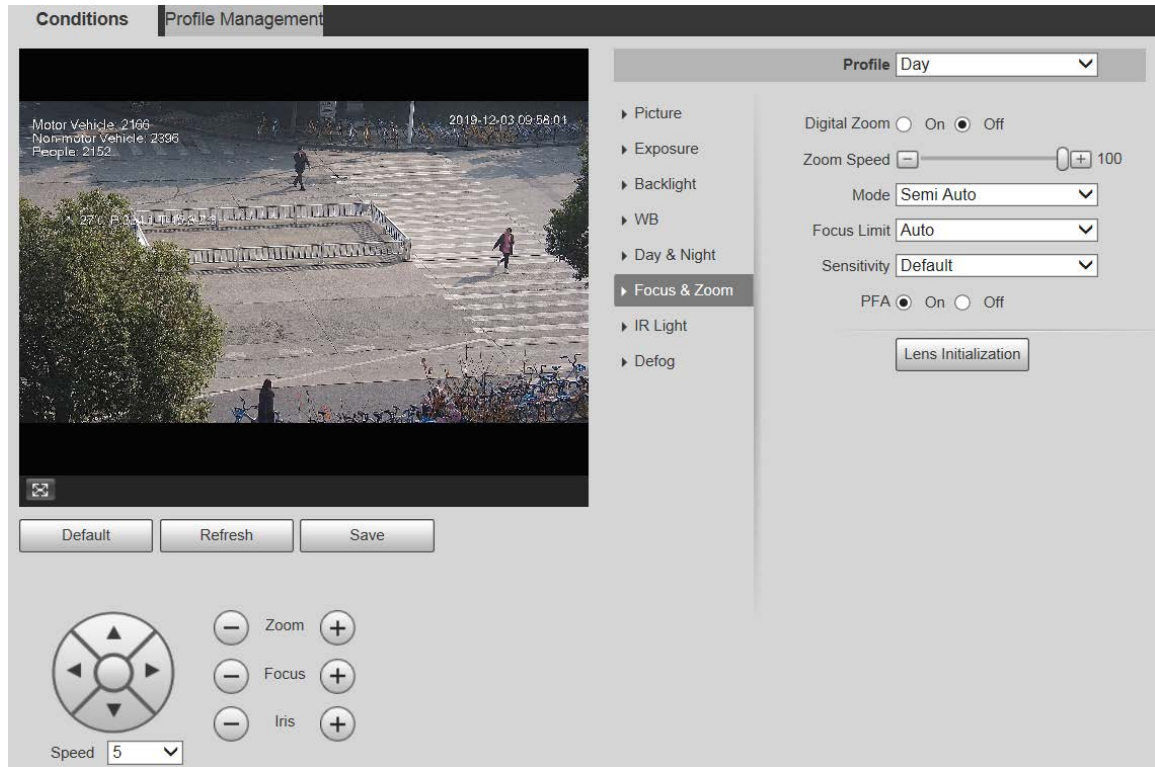 Conditions
Profile Management
Profile Day
Motor Vehicle: 2166
Non-motor Vehicle: 2396
People: 2152
2019-12-03 09:58:01
Picture
Exposure
Backlight
WB
Day & Night
Focus & Zoom
IR Light
Defog
Digital Zoom On Off
Zoom Speed 100
Mode Semi Auto
Focus Limit Auto
Sensitivity Default
PFA On Off
Lens Initialization
Default
Refresh
Save
Zoom
Focus
Iris
Speed 5